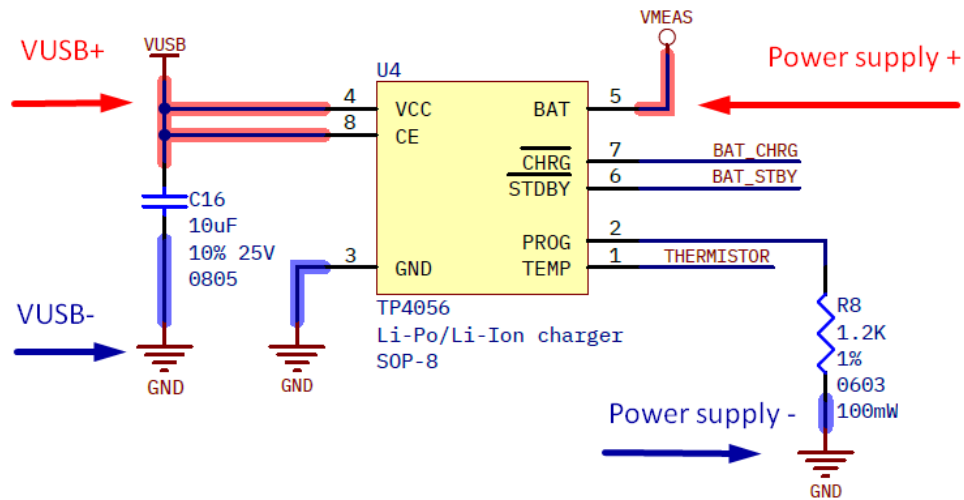 VUSB+
VUSB
VMEAS
Power supply +
U4
4
VCC
BAT
5
8
CE
CHRG
7
BAT_CHRG
STDBY
6
BAT_STBY
C16
10uF
10% 25V
0805
PROG
2
3
GND
TEMP
1
THERMISTOR
TP4056
Li-Po/Li-Ion charger
SOP-8
R8
1.2K
1%
0603
100mW
VUSB-
GND
GND
Power supply -
GND